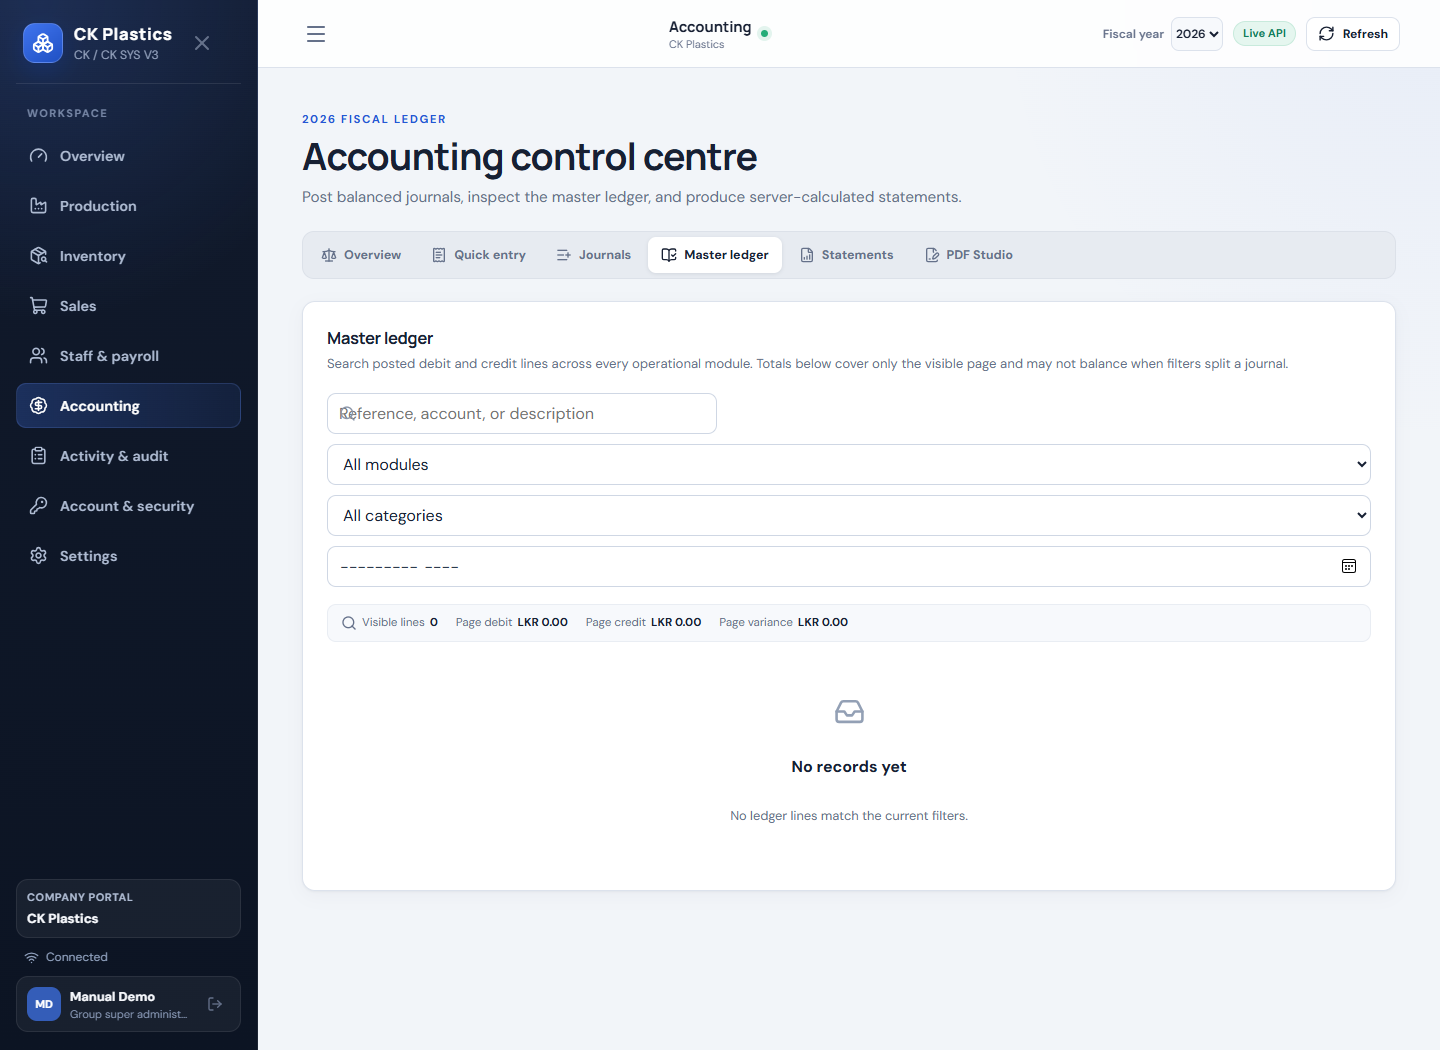 CK Plastics
CK / CK SYS V3
WORKSPACE
Overview
Production
Inventory
Sales
Staff & payroll
Accounting
Activity & audit
Account & security
Settings
COMPANY PORTAL
CK Plastics
Connected
MD
Manual Demo
Group super administ...
Accounting
CK Plastics
Fiscal year 2026 Live API Refresh
2026 FISCAL LEDGER
Accounting control centre
Post balanced journals, inspect the master ledger, and produce server-calculated statements.
Overview Quick entry Journals Master ledger Statements PDF Studio
Master ledger
Search posted debit and credit lines across every operational module. Totals below cover only the visible page and may not balance when filters split a journal.
Reference, account, or description
All modules
All categories
--------- ----
Visible lines 0 Page debit LKR 0.00 Page credit LKR 0.00 Page variance LKR 0.00
No records yet
No ledger lines match the current filters.